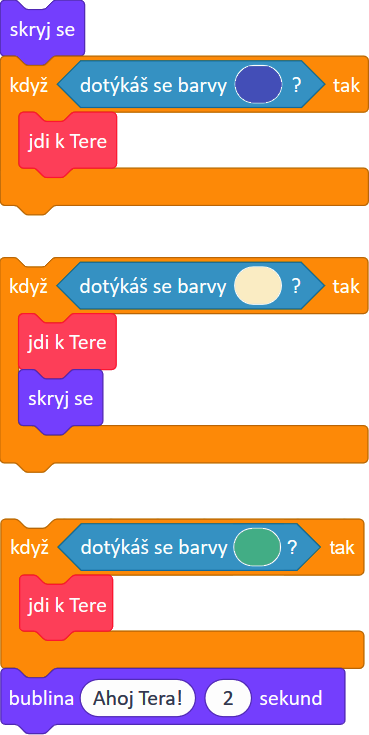 skryj se
když dotýkáš se barvy ? tak
jdi k Tere
když dotýkáš se barvy ? tak
jdi k Tere
skryj se
když dotýkáš se barvy ? tak
jdi k Tere
bublina Ahoj Tera! 2 sekund